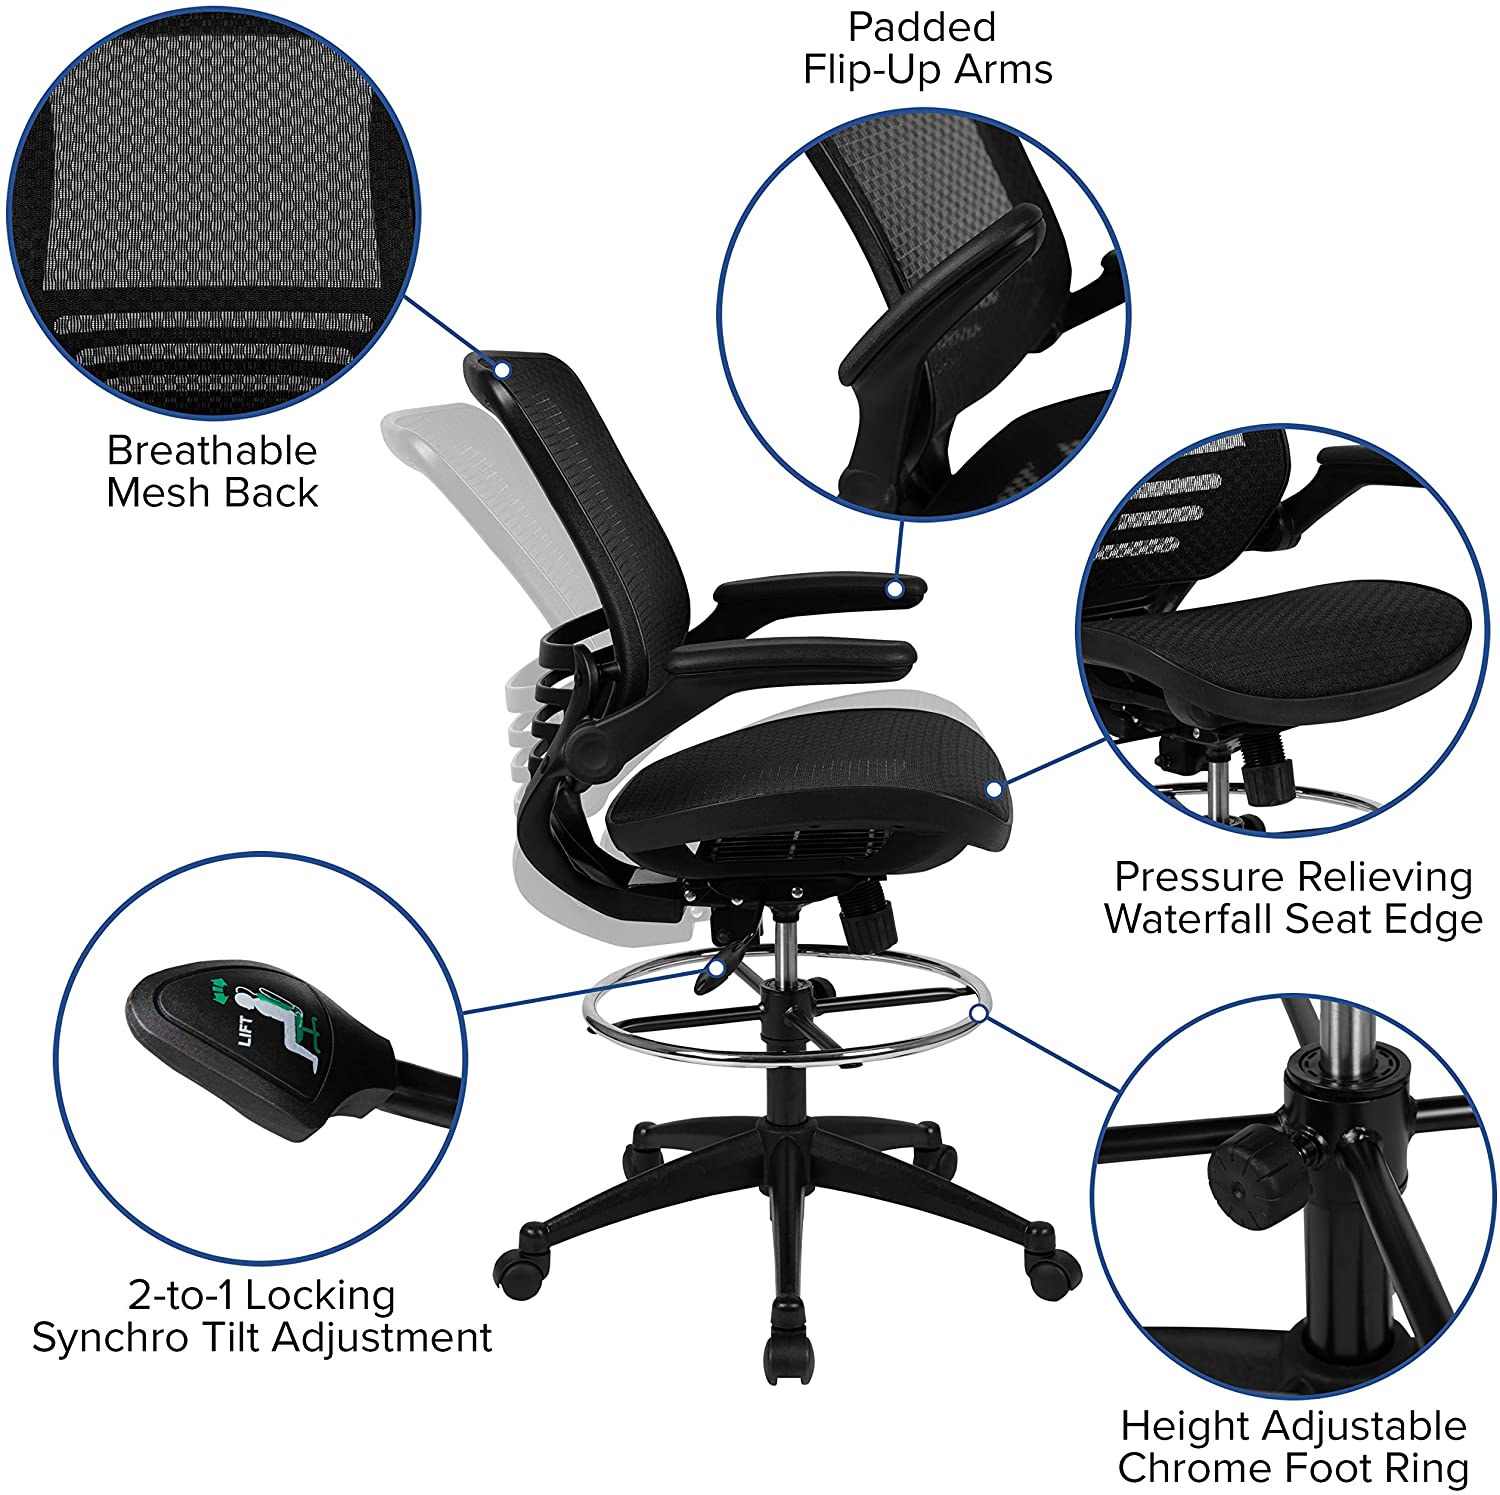 Padded
Flip-Up Arms
Breathable
Mesh Back
Pressure Relieving
Waterfall Seat Edge
LIFT
2-to-1 Locking
Synchro Tilt Adjustment
Height Adjustable
Chrome Foot Ring